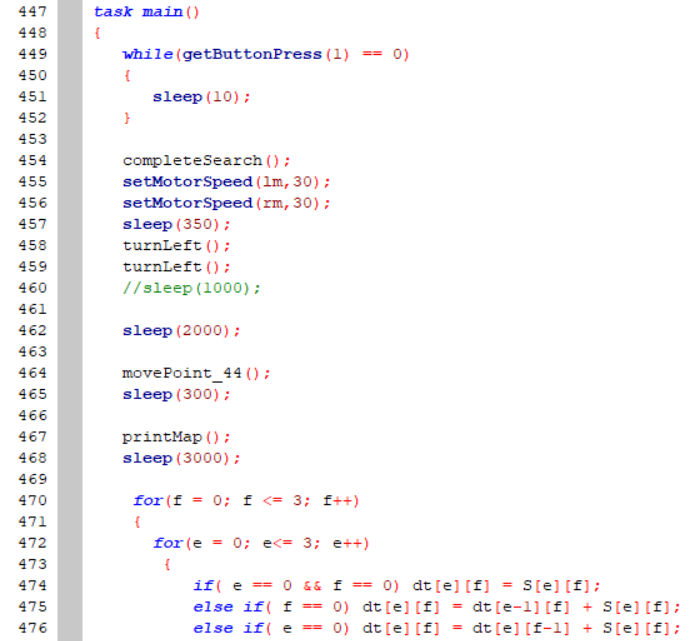 447 task main()
448 {
449 while(getButtonPress(1) == 0)
450 {
451 sleep(10);
452 }
453
454 completeSearch();
455 setMotorSpeed(lm,30);
456 setMotorSpeed(rm,30);
457 sleep(350);
458 turnLeft();
459 turnLeft();
460 //sleep(1000);
461
462 sleep(2000);
463
464 movePoint_44();
465 sleep(300);
466
467 printMap();
468 sleep(3000);
469
470 for(f = 0; f <= 3; f++)
471 {
472 for(e = 0; e<= 3; e++)
473 {
474 if( e == 0 && f == 0) dt[e][f] = S[e][f];
475 else if( f == 0) dt[e][f] = dt[e-1][f] + S[e][f];
476 else if( e == 0) dt[e][f] = dt[e][f-1] + S[e][f];